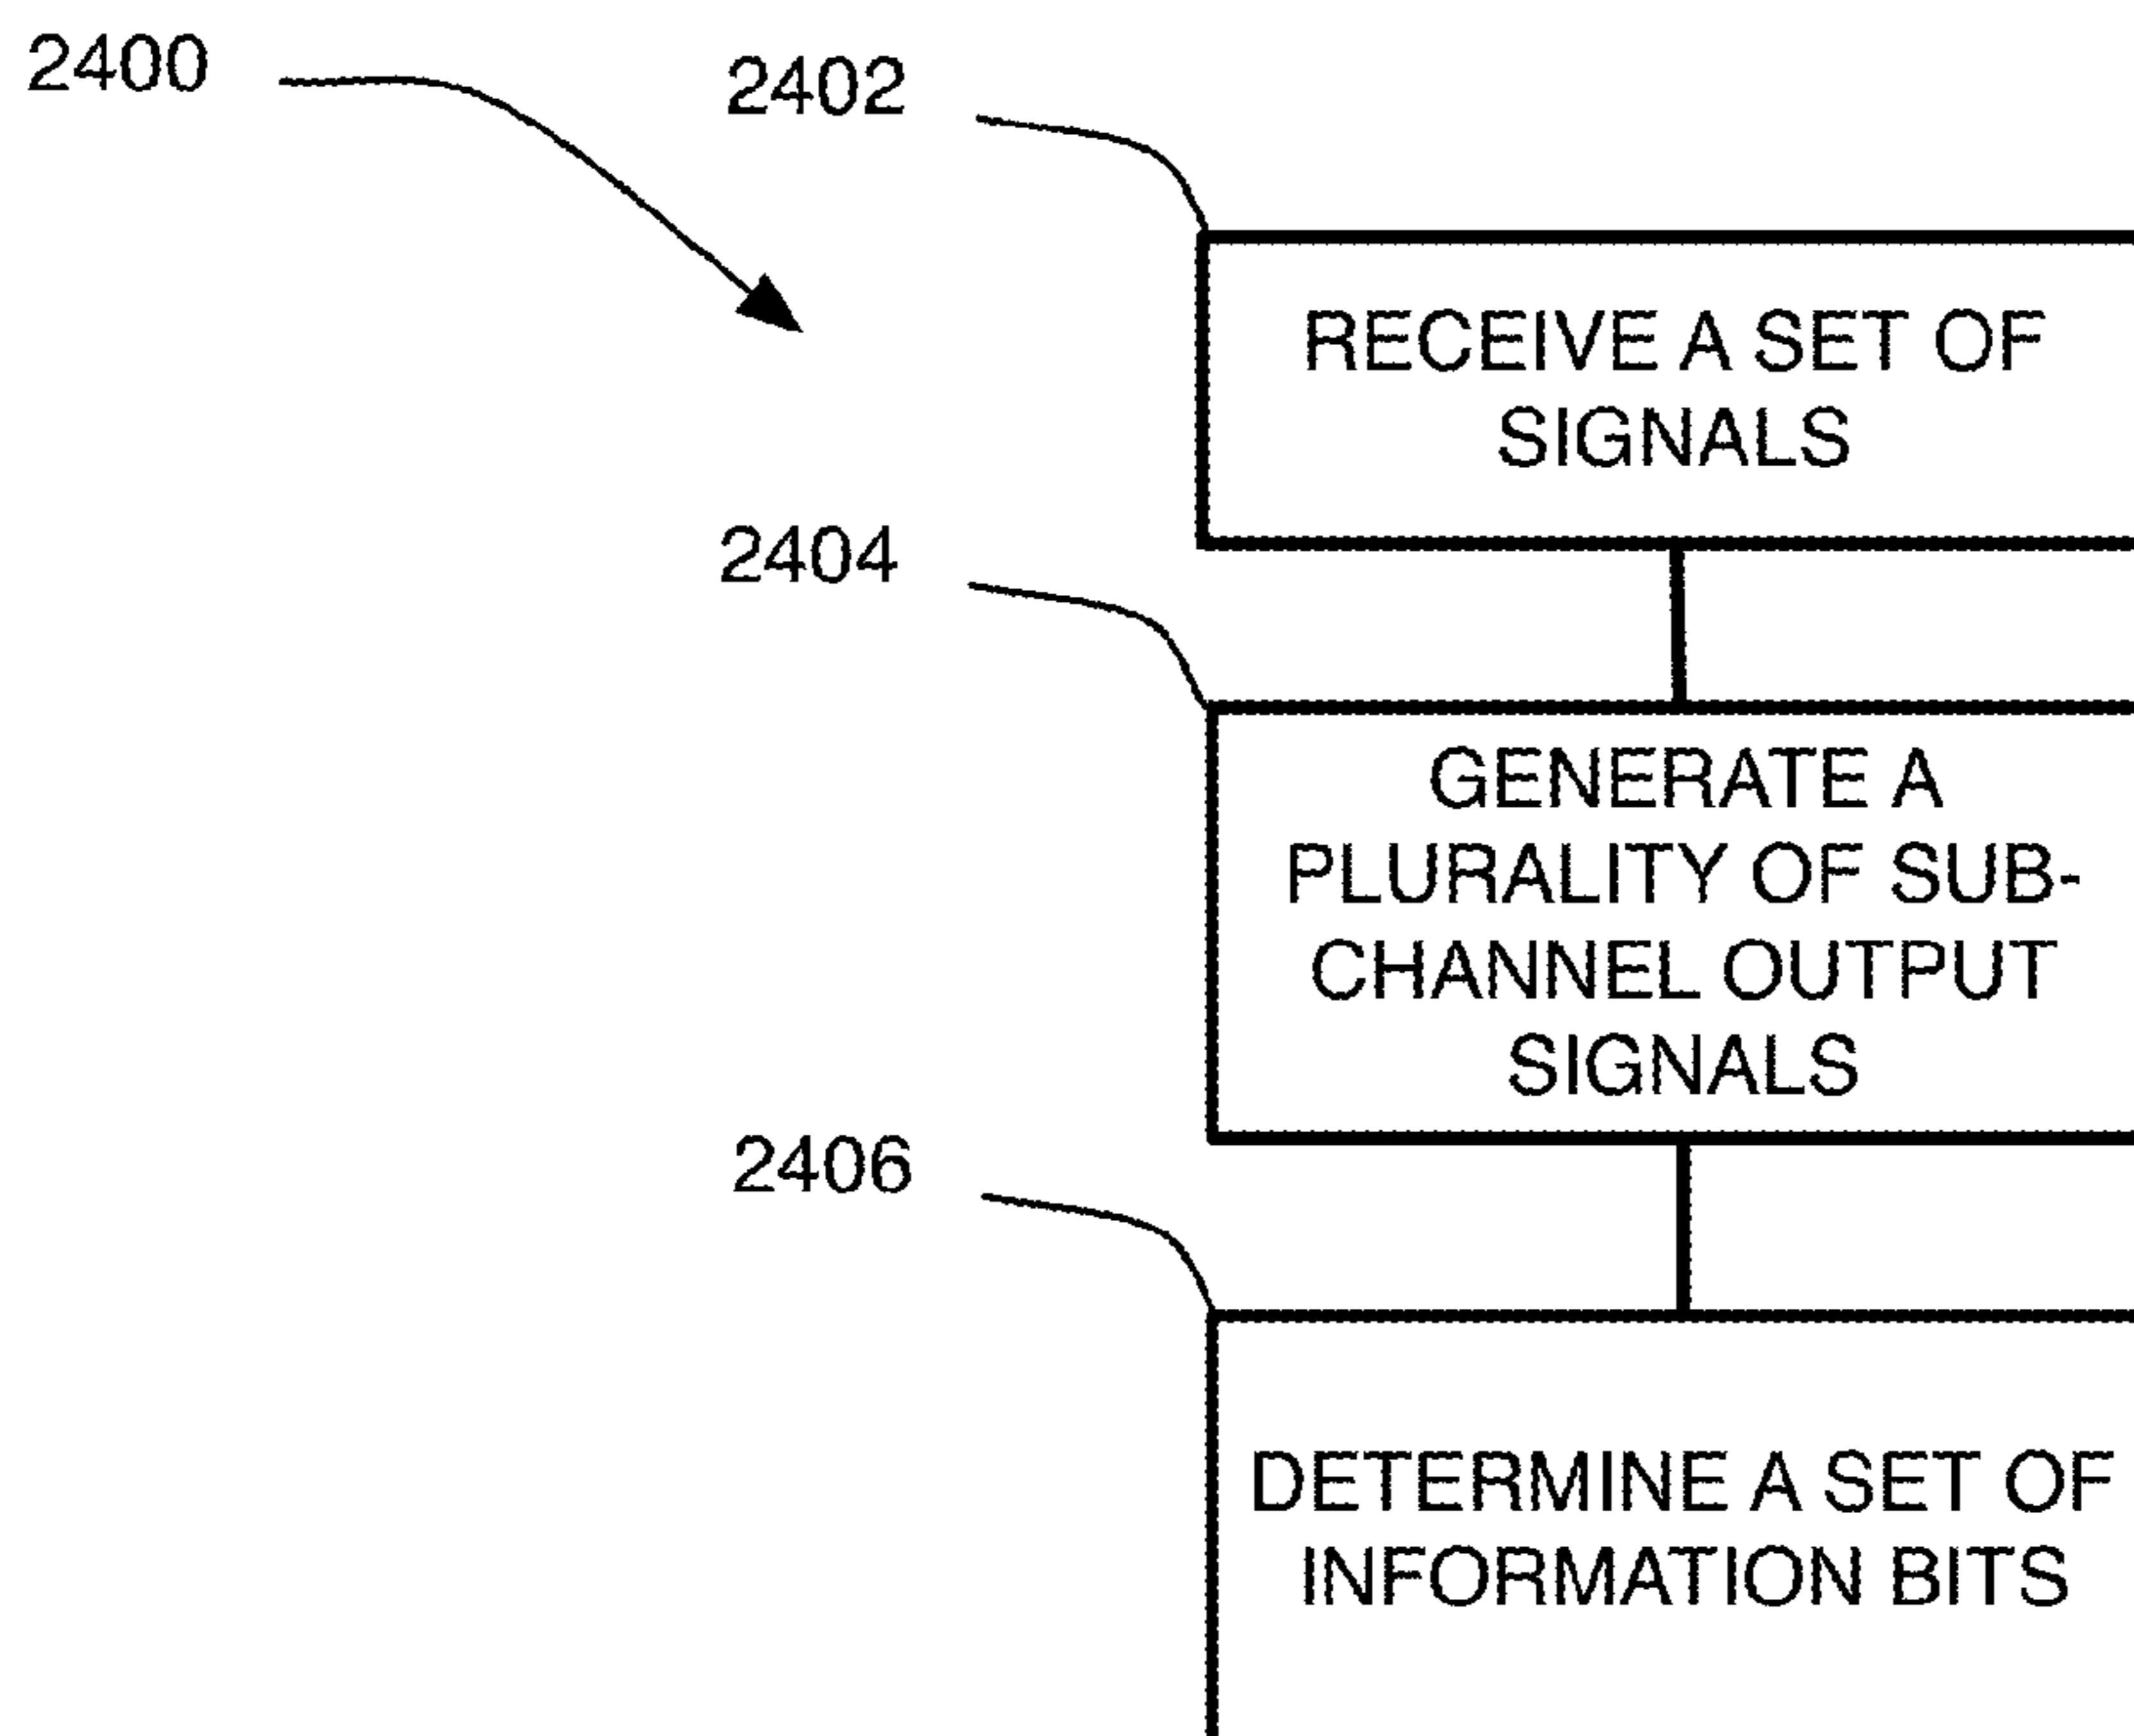 2400
2402
RECEIVE A SET OF
SIGNALS
2404
GENERATE A
PLURALITY OF SUB-
CHANNEL OUTPUT
SIGNALS
2406
DETERMINE A SET OF
INFORMATION BITS